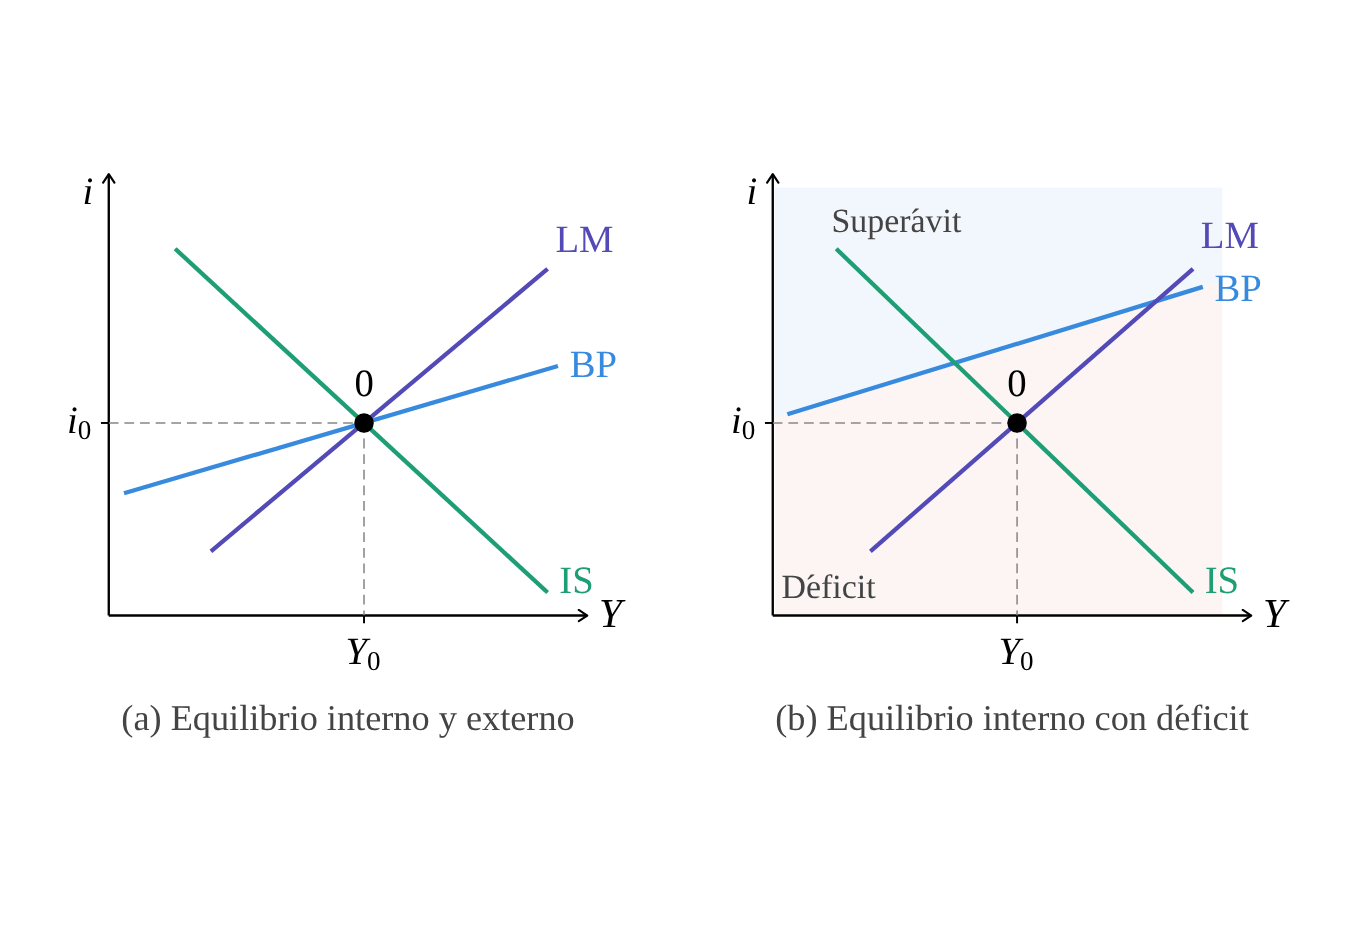 i
LM
BP
0
i₀
IS
Y
Y₀
(a) Equilibrio interno y externo
i
Superávit
LM
BP
0
i₀
Déficit
IS
Y
Y₀
(b) Equilibrio interno con déficit